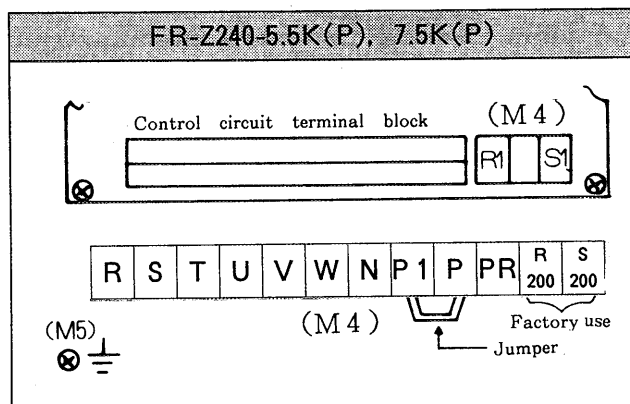 FR-Z240-5.5K(P), 7.5K(P)
Control circuit terminal block
(M4)
R1 S1
R S T U V W N P1 P PR R 200 S 200
(M4)
Factory use
Jumper
(M5)